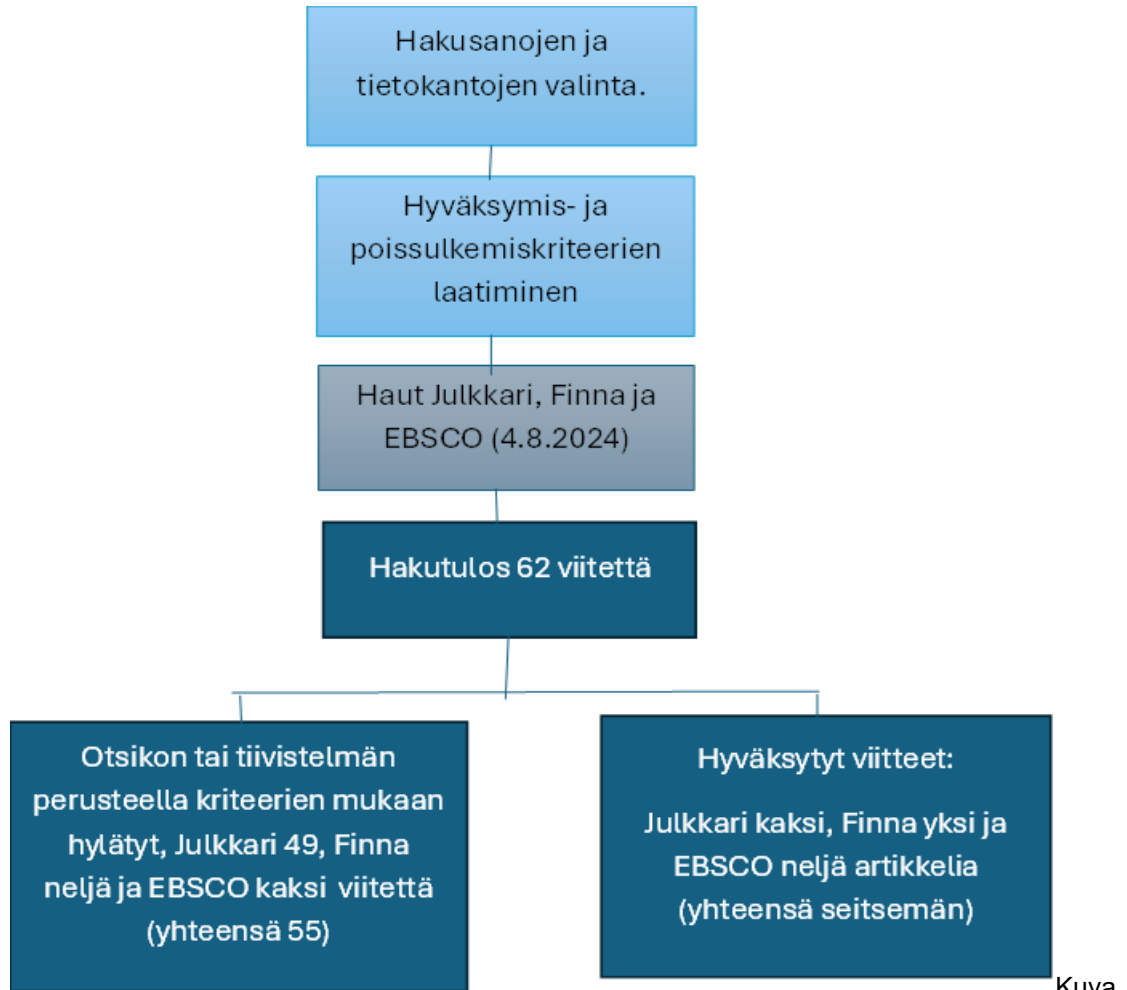 Hakusanojen ja
tietokantojen valinta.
Hyväksymis- ja
poissulkemiskriteerien
laatiminen
Haut Julkkari, Finna ja
EBSCO (4.8.2024)
Hakutulos 62 viitettä
Otsikon tai tiivistelmän
perusteella kriteerien mukaan
hylätyt, Julkkari 49, Finna
neljä ja EBSCO kaksi viitettä
(yhteensä 55)
Hyväksytyt viitteet:
Julkkari kaksi, Finna yksi ja
EBSCO neljä artikkelia
(yhteensä seitsemän)
Kuva